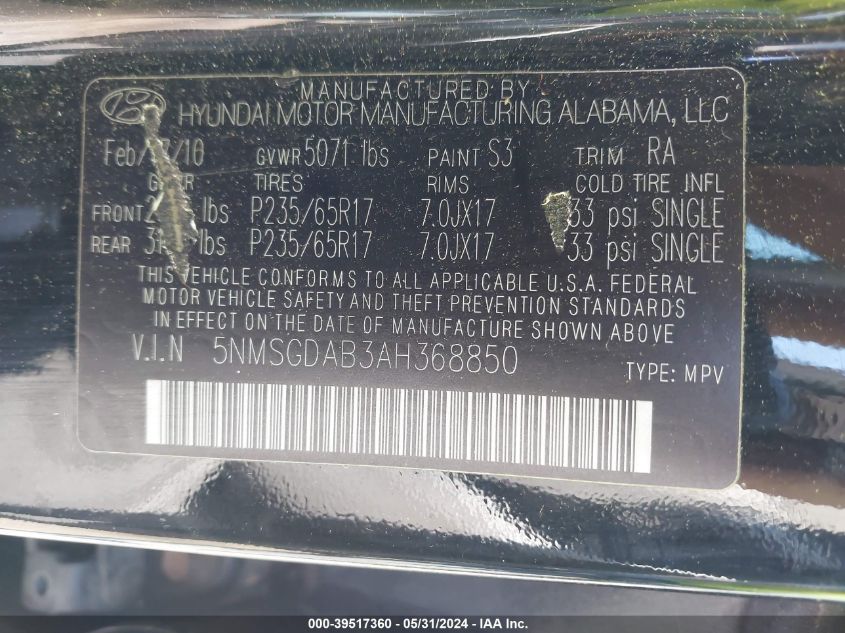 MANUFACTURED BY
HYUNDAI MOTOR MANUFACTURING ALABAMA, LLC
Feb/ /10 GVWR 5071 lbs PAINT S3 TRIM RA
TIRES RIMS COLD TIRE INFL
FRONT lbs P235/65R17 7.0JX17 33 psi SINGLE
REAR lbs P235/65R17 7.0JX17 33 psi SINGLE
THIS VEHICLE CONFORMS TO ALL APPLICABLE U.S.A. FEDERAL
MOTOR VEHICLE SAFETY AND THEFT PREVENTION STANDARDS
IN EFFECT ON THE DATE OF MANUFACTURE SHOWN ABOVE
V.I.N 5NMSGDAB3AH368850
TYPE: MPV
000-39517360 - 05/31/2024 - IAA Inc.